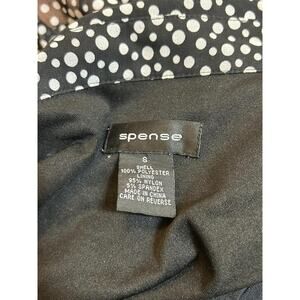 spense
S
SHELL
100% POLYESTER
LINING
95% NYLON
5% SPANDEX
MADE IN CHINA
CARE ON REVERSE